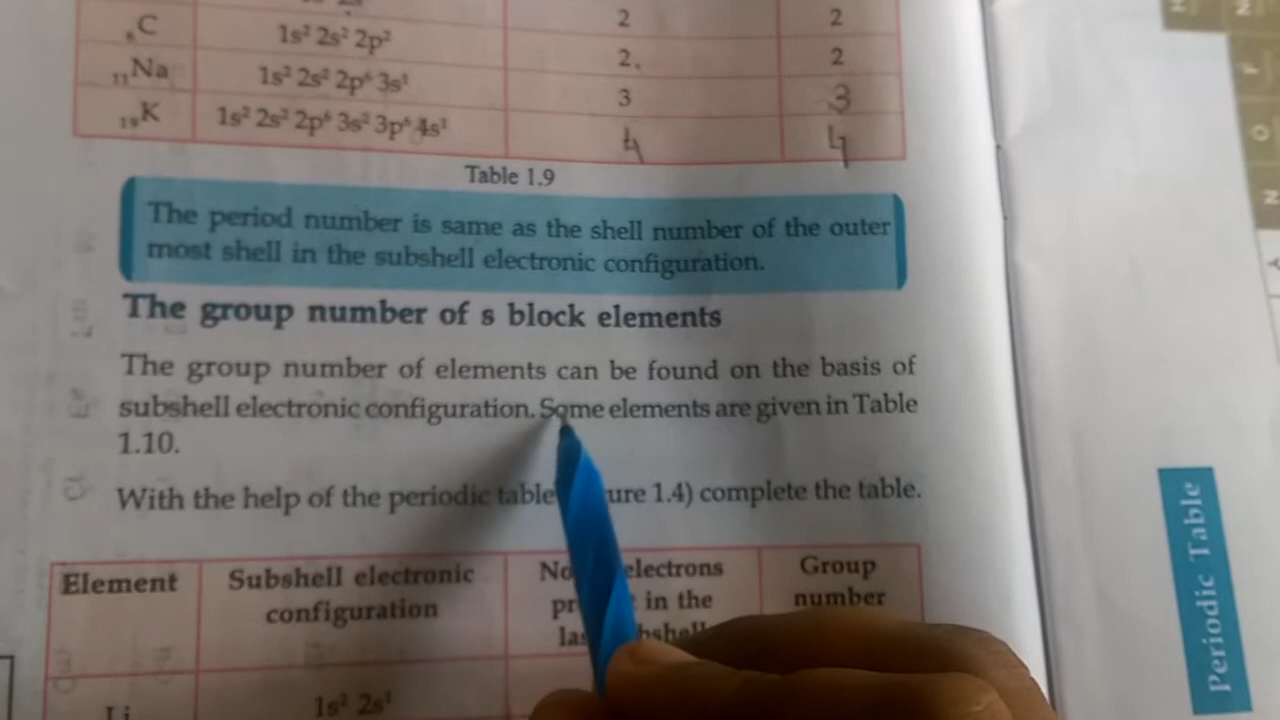 ₆C 1s² 2s² 2p² 2 2
₁₁Na 1s² 2s² 2p⁶ 3s¹ 2. 2
₁₉K 1s² 2s² 2p⁶ 3s² 3p⁶ 4s¹ 3 3
4 4
Table 1.9
The period number is same as the shell number of the outer
most shell in the subshell electronic configuration.
The group number of s block elements
The group number of elements can be found on the basis of
subshell electronic configuration. Some elements are given in Table
1.10.
With the help of the periodic table ure 1.4) complete the table.
Element Subshell electronic configuration No electrons in the Group number
Li 1s² 2s¹
Periodic Table